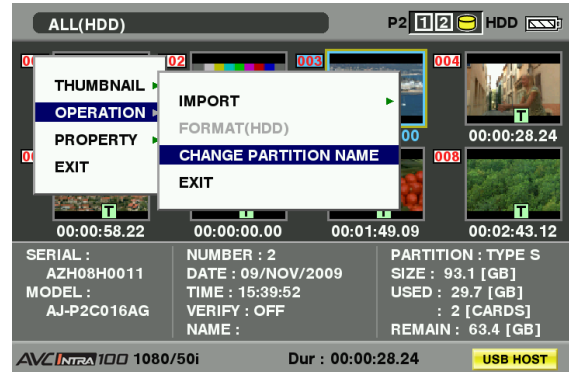 ALL(HDD)
P2 1 2 HDD
00
02
003
004
THUMBNAIL
OPERATION
PROPERTY
EXIT
IMPORT
FORMAT(HDD)
CHANGE PARTITION NAME
EXIT
T
00
00:00:28.24
00
008
T
T
00:00:58.22
00:00:00.00
00:01:49.09
00:02:43.12
SERIAL :
AZH08H0011
MODEL :
AJ-P2C016AG
NUMBER : 2
DATE : 09/NOV/2009
TIME : 15:39:52
VERIFY : OFF
NAME :
PARTITION : TYPE S
SIZE : 93.1 [GB]
USED : 29.7 [GB]
: 2 [CARDS]
REMAIN : 63.4 [GB]
AVC INTRA 100 1080/50i
Dur : 00:00:28.24
USB HOST